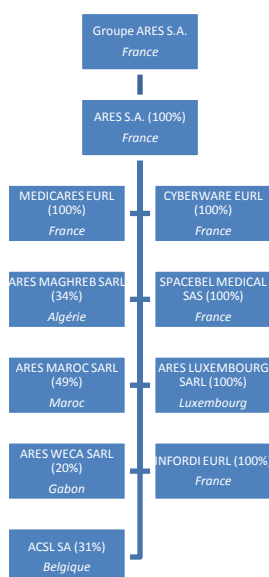 Groupe ARES S.A.
France
ARES S.A. (100%)
France
MEDICARES EURL
(100%)
France
CYBERWARE EURL
(100%)
France
ARES MAGHREB SARL
(34%)
Algérie
SPACEBEL MEDICAL
SAS (100%)
France
ARES MAROC SARL
(49%)
Maroc
ARES LUXEMBOURG
SARL (100%)
Luxembourg
ARES WECA SARL
(20%)
Gabon
INFORDI EURL (100%)
France
ACSL SA (31%)
Belgique